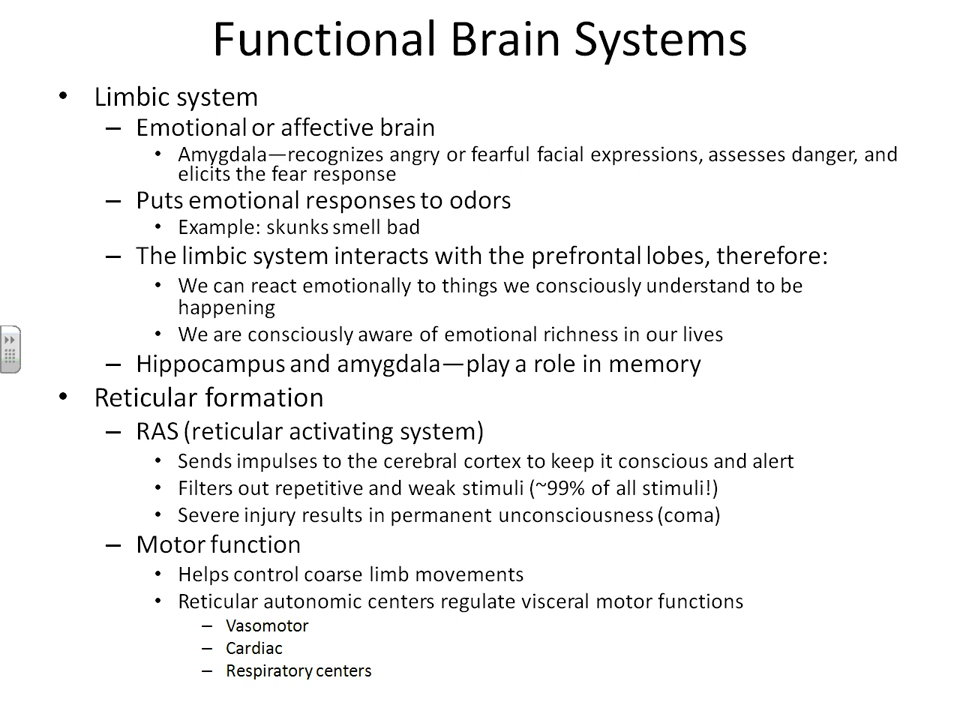 Functional Brain Systems
• Limbic system
– Emotional or affective brain
• Amygdala—recognizes angry or fearful facial expressions, assesses danger, and
elicits the fear response
– Puts emotional responses to odors
• Example: skunks smell bad
– The limbic system interacts with the prefrontal lobes, therefore:
• We can react emotionally to things we consciously understand to be
happening
• We are consciously aware of emotional richness in our lives
– Hippocampus and amygdala—play a role in memory
• Reticular formation
– RAS (reticular activating system)
• Sends impulses to the cerebral cortex to keep it conscious and alert
• Filters out repetitive and weak stimuli (~99% of all stimuli!)
• Severe injury results in permanent unconsciousness (coma)
– Motor function
• Helps control coarse limb movements
• Reticular autonomic centers regulate visceral motor functions
– Vasomotor
– Cardiac
– Respiratory centers